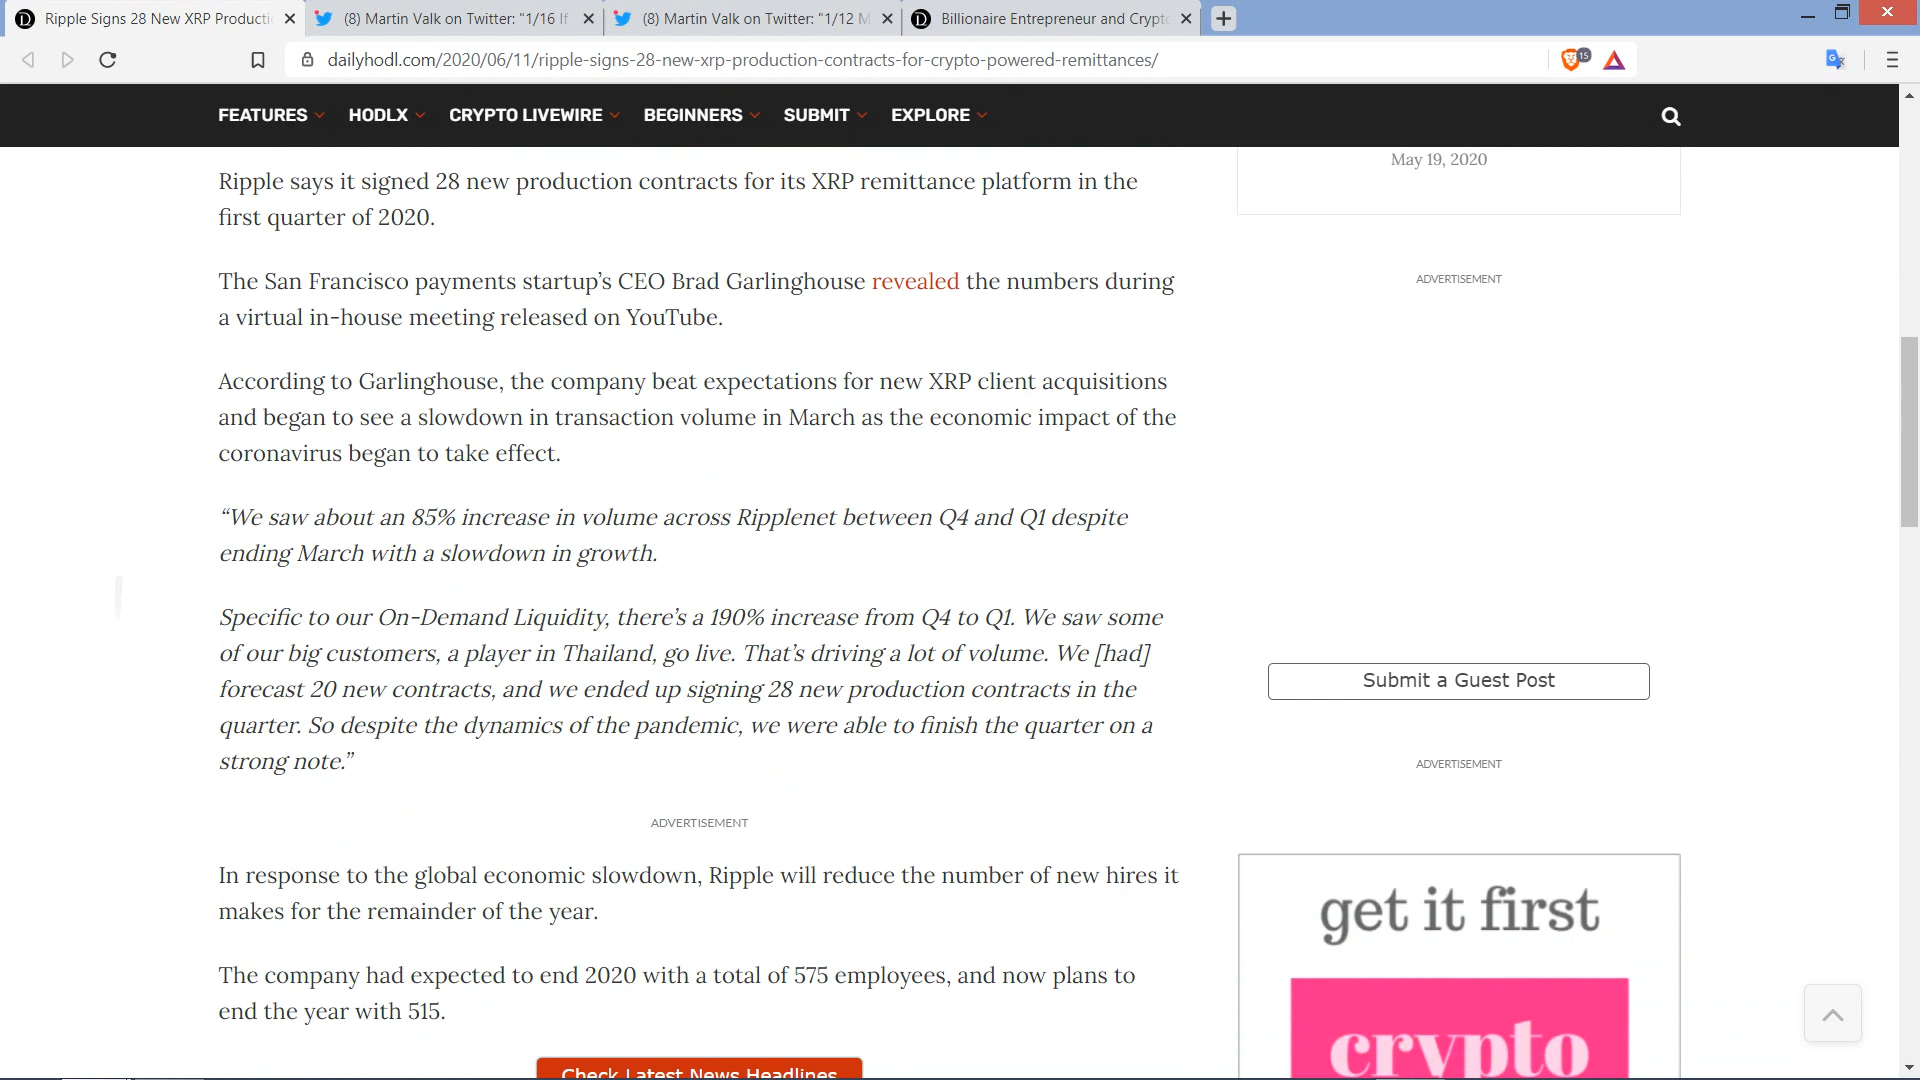 Ripple Signs 28 New XRP Producti
(8) Martin Valk on Twitter: "1/16 If
(8) Martin Valk on Twitter: "1/12 M
Billionaire Entrepreneur and Crypto
dailyhodl.com/2020/06/11/ripple-signs-28-new-xrp-production-contracts-for-crypto-powered-remittances/
15
FEATURES HODLX CRYPTO LIVEWIRE BEGINNERS SUBMIT EXPLORE
Ripple says it signed 28 new production contracts for its XRP remittance platform in the
first quarter of 2020.
The San Francisco payments startup’s CEO Brad Garlinghouse revealed the numbers during
a virtual in-house meeting released on YouTube.
According to Garlinghouse, the company beat expectations for new XRP client acquisitions
and began to see a slowdown in transaction volume in March as the economic impact of the
coronavirus began to take effect.
“We saw about an 85% increase in volume across Ripplenet between Q4 and Q1 despite
ending March with a slowdown in growth.
Specific to our On-Demand Liquidity, there’s a 190% increase from Q4 to Q1. We saw some
of our big customers, a player in Thailand, go live. That’s driving a lot of volume. We [had]
forecast 20 new contracts, and we ended up signing 28 new production contracts in the
quarter. So despite the dynamics of the pandemic, we were able to finish the quarter on a
strong note.”
ADVERTISEMENT
In response to the global economic slowdown, Ripple will reduce the number of new hires it
makes for the remainder of the year.
The company had expected to end 2020 with a total of 575 employees, and now plans to
end the year with 515.
Check Latest News Headlines
May 19, 2020
ADVERTISEMENT
Submit a Guest Post
ADVERTISEMENT
get it first
crypto